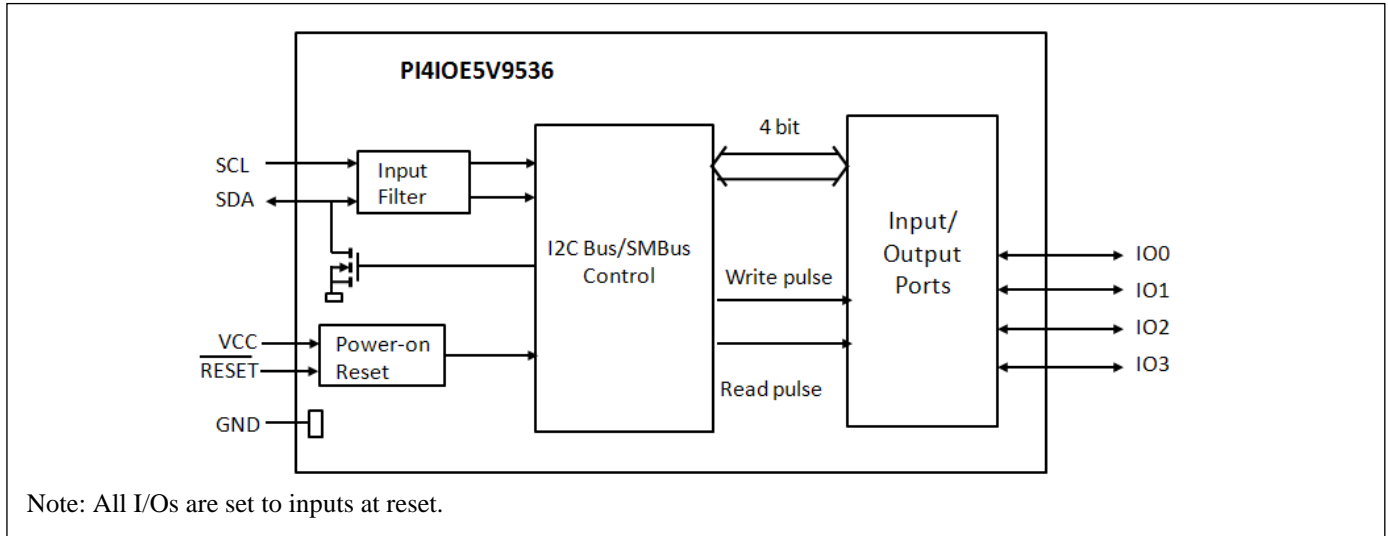 PI4IOE5V9536
SCL
SDA
Input
Filter
4 bit
I2C Bus/SMBus
Control
Input/
Output
Ports
Write pulse
Read pulse
VCC
RESET
Power-on
Reset
GND
IO0
IO1
IO2
IO3
Note: All I/Os are set to inputs at reset.